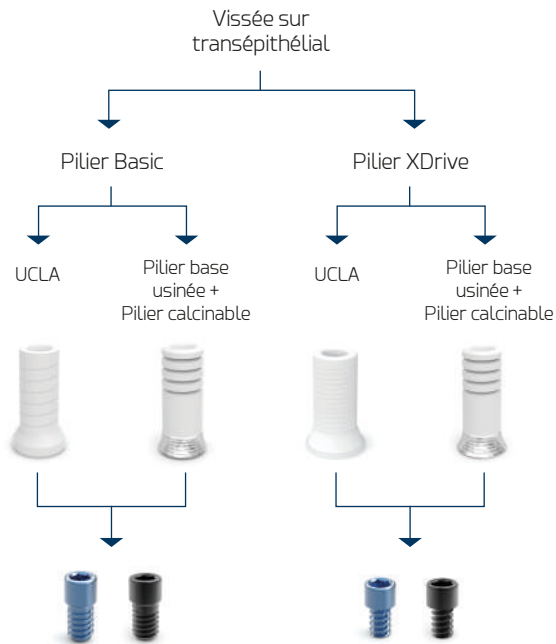 Vissée sur
transépithélial
Pilier Basic
Pilier XDrive
UCLA
Pilier base
usinée +
Pilier calcinable
UCLA
Pilier base
usinée +
Pilier calcinable